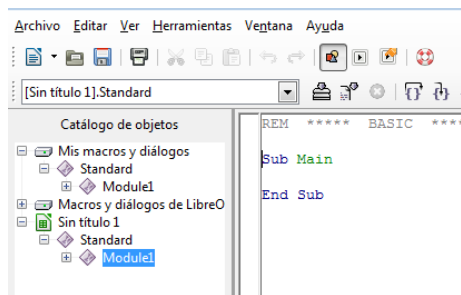 Archivo Editar Ver Herramientas Ventana Ayuda
[Sin título 1].Standard
Catálogo de objetos
Mis macros y diálogos
Standard
Module1
Macros y diálogos de LibreO
Sin título 1
Standard
Module1
REM ***** BASIC ****
Sub Main
End Sub